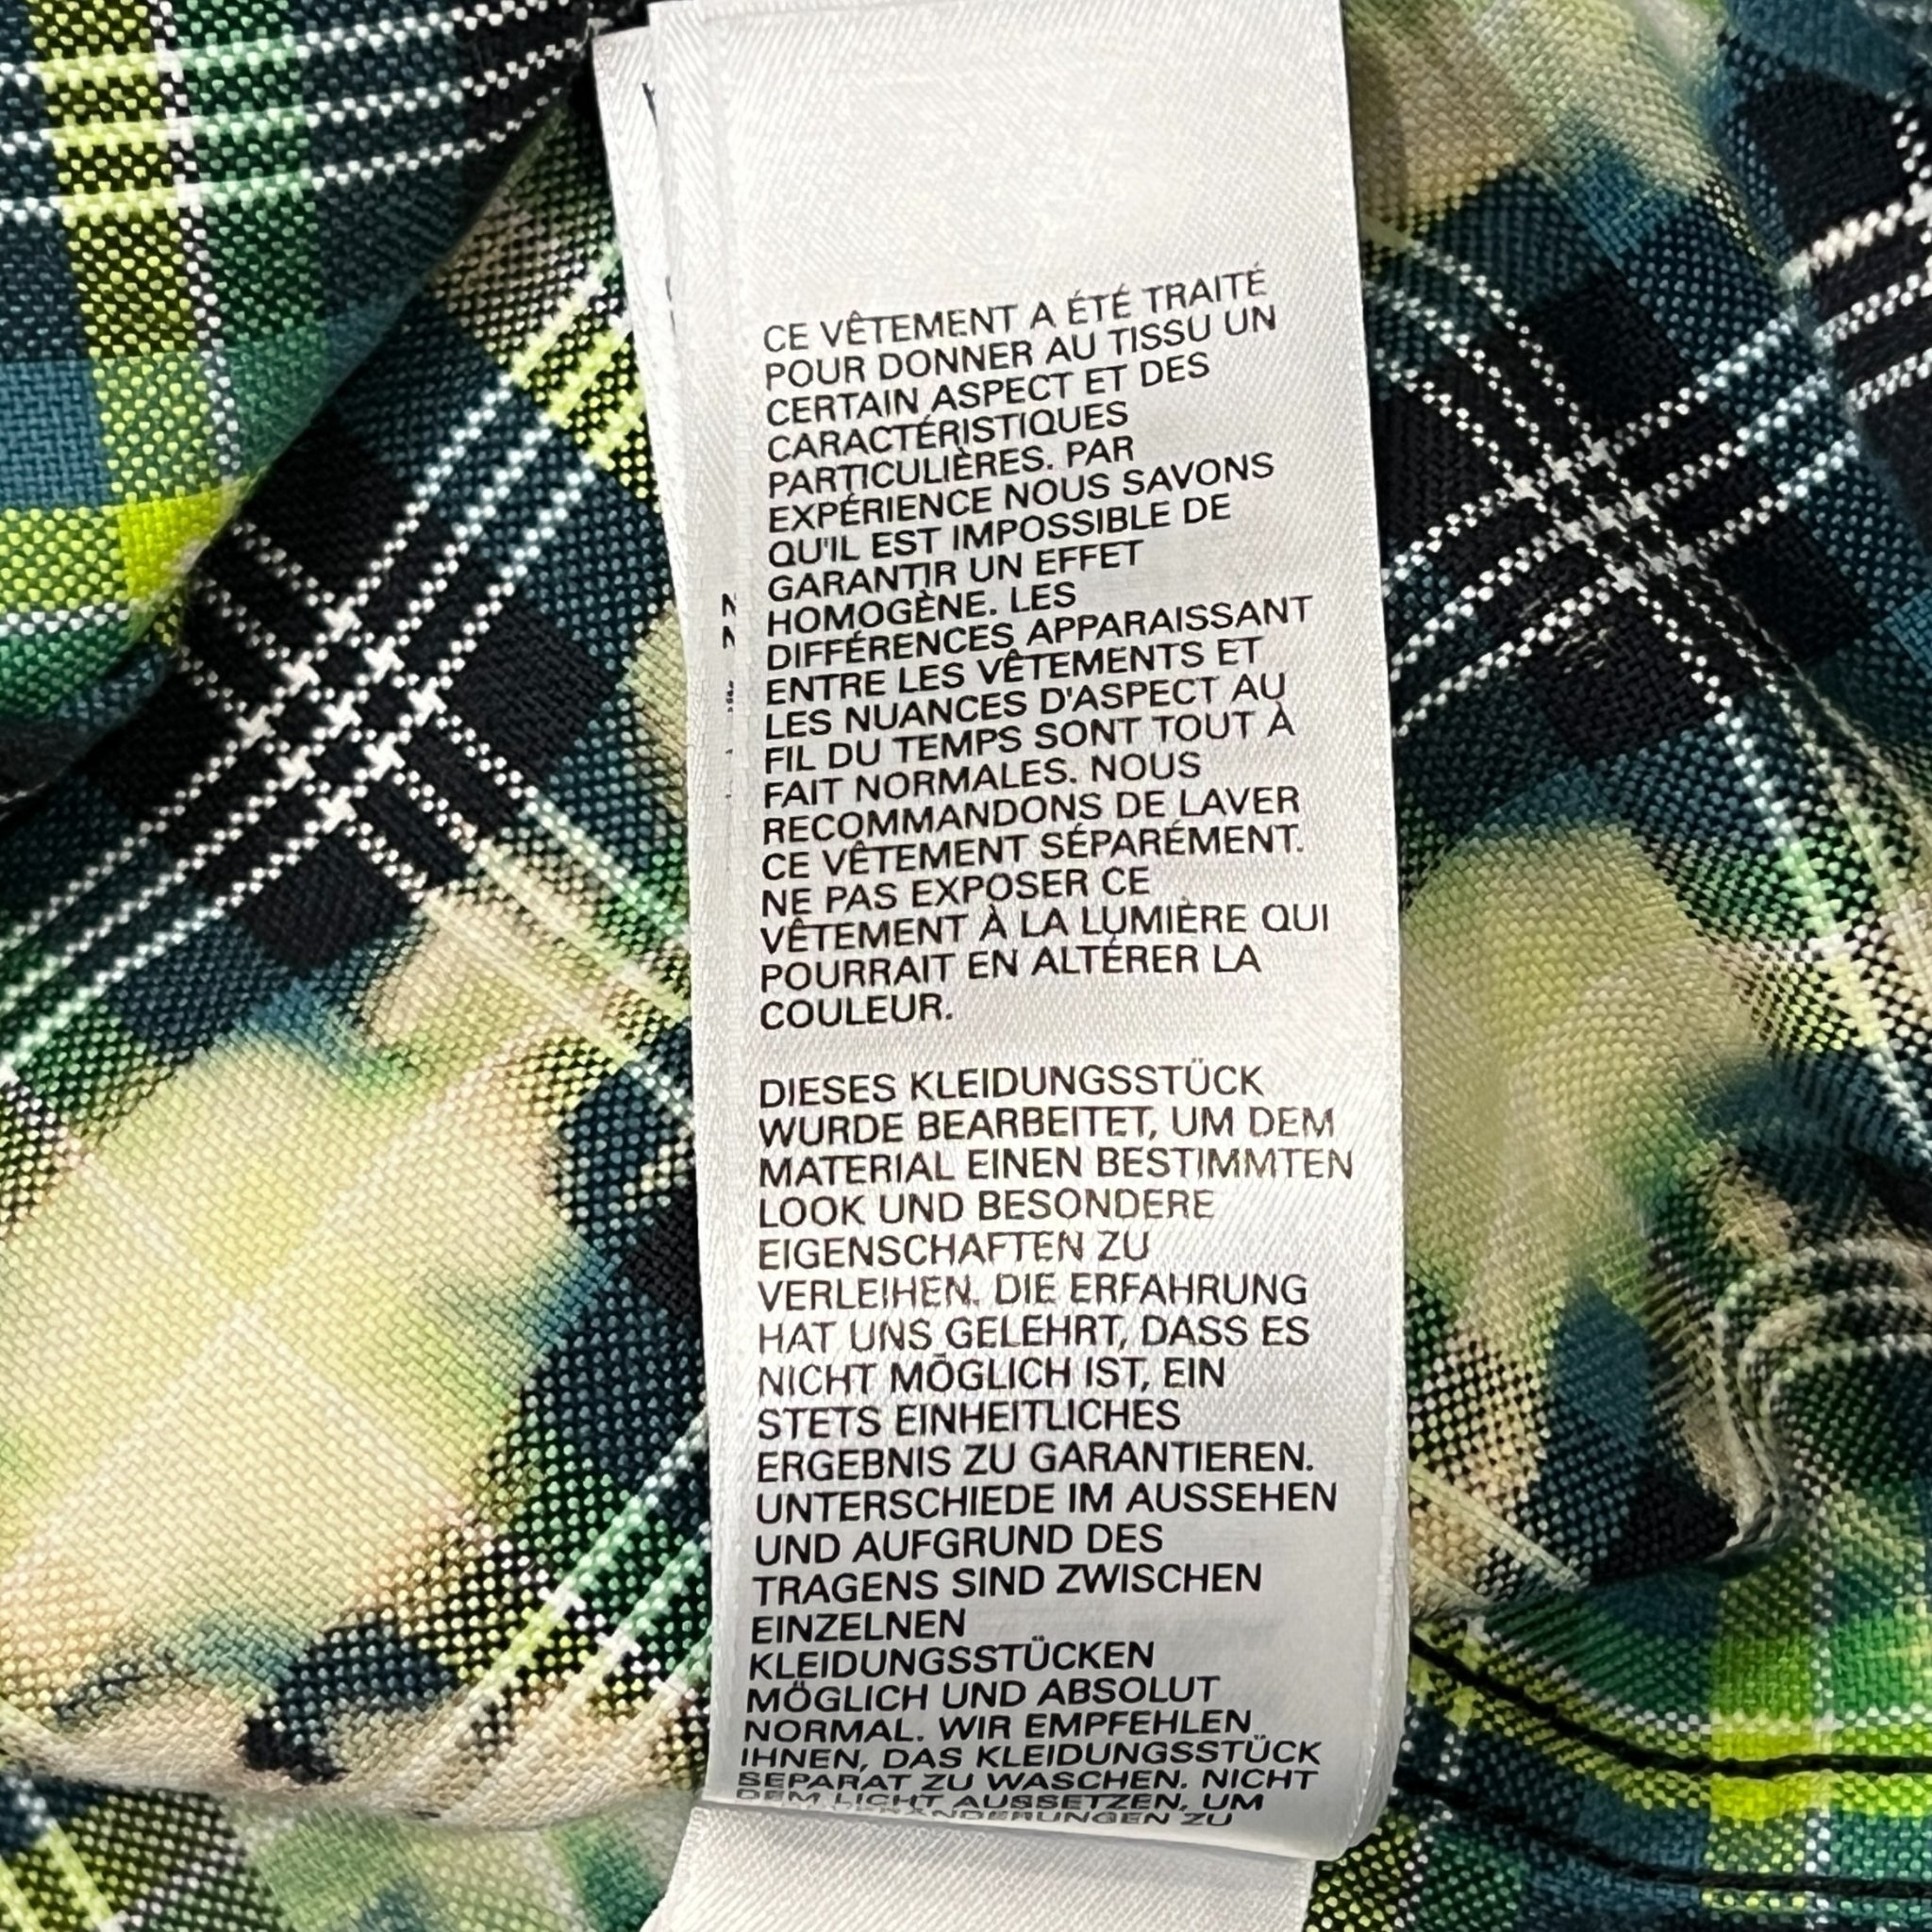 CE VÊTEMENT A ÉTÉ TRAITÉ
POUR DONNER AU TISSU UN
CERTAIN ASPECT ET DES
CARACTÉRISTIQUES
PARTICULIÈRES. PAR
EXPÉRIENCE NOUS SAVONS
QU'IL EST IMPOSSIBLE DE
GARANTIR UN EFFET
HOMOGÈNE. LES
DIFFÉRENCES APPARAISSANT
ENTRE LES VÊTEMENTS ET
LES NUANCES D'ASPECT AU
FIL DU TEMPS SONT TOUT À
FAIT NORMALES. NOUS
RECOMMANDONS DE LAVER
CE VÊTEMENT SÉPARÉMENT.
NE PAS EXPOSER CE
VÊTEMENT À LA LUMIÈRE QUI
POURRAIT EN ALTÉRER LA
COULEUR.
DIESES KLEIDUNGSSTÜCK
WURDE BEARBEITET, UM DEM
MATERIAL EINEN BESTIMMTEN
LOOK UND BESONDERE
EIGENSCHAFTEN ZU
VERLEIHEN. DIE ERFAHRUNG
HAT UNS GELEHRT, DASS ES
NICHT MÖGLICH IST, EIN
STETS EINHEITLICHES
ERGEBNIS ZU GARANTIEREN.
UNTERSCHIEDE IM AUSSEHEN
UND AUFGRUND DES
TRAGENS SIND ZWISCHEN
EINZELNEN
KLEIDUNGSSTÜCKEN
MÖGLICH UND ABSOLUT
NORMAL. WIR EMPFEHLEN
IHNEN, DAS KLEIDUNGSSTÜCK
SEPARAT ZU WASCHEN. NICHT
DEM LICHT AUSSETZEN, UM
ZU